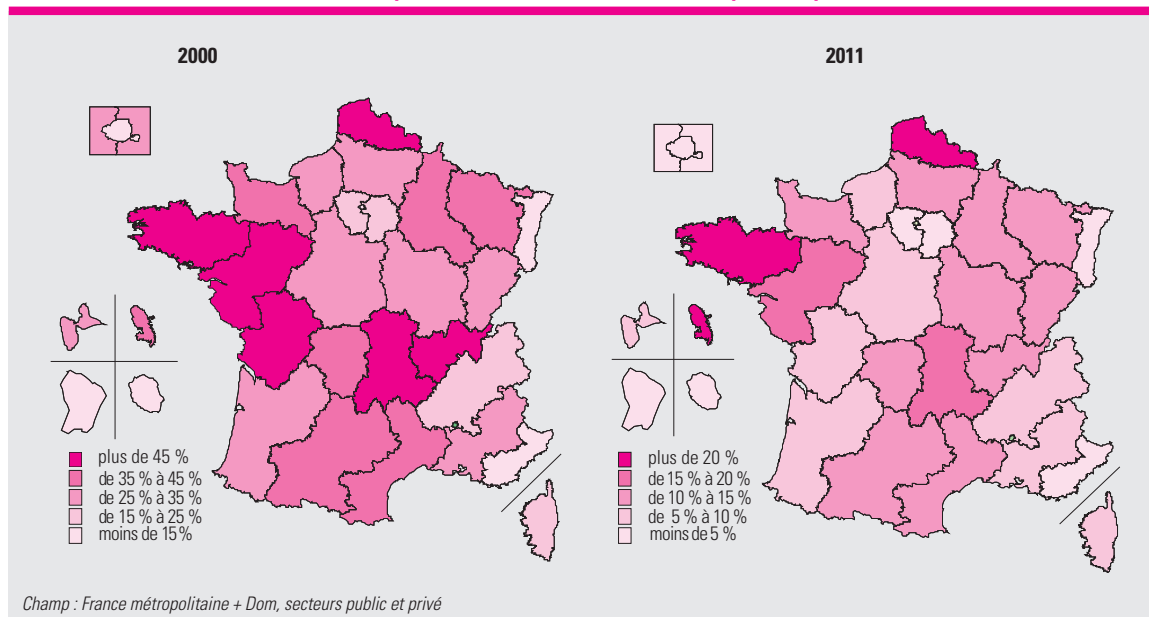 2000
2011
plus de 45 %
de 35 % à 45 %
de 25 % à 35 %
de 15 % à 25 %
moins de 15 %
plus de 20 %
de 15 % à 20 %
de 10 % à 15 %
de 5 % à 10 %
moins de 5 %
Champ : France métropolitaine + Dom, secteurs public et privé